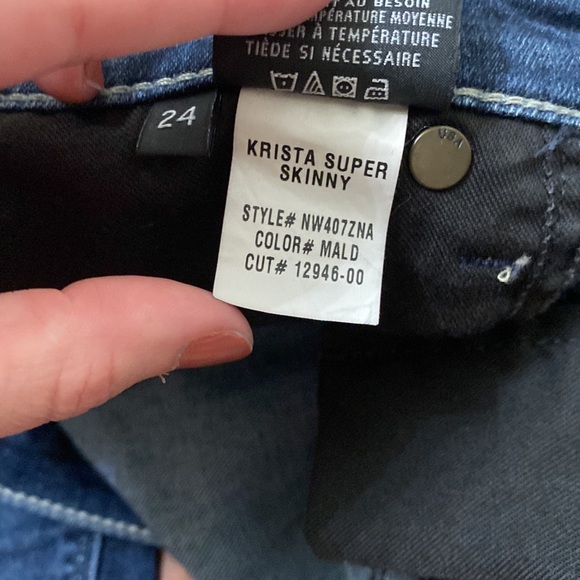 AU BESOIN
TEMPÉRATURE MOYENNE
À TEMPÉRATURE
TIÈDE SI NÉCESSAIRE
24
KRISTA SUPER
SKINNY
STYLE# NW407ZNA
COLOR# MALD
CUT# 12946-00
USA